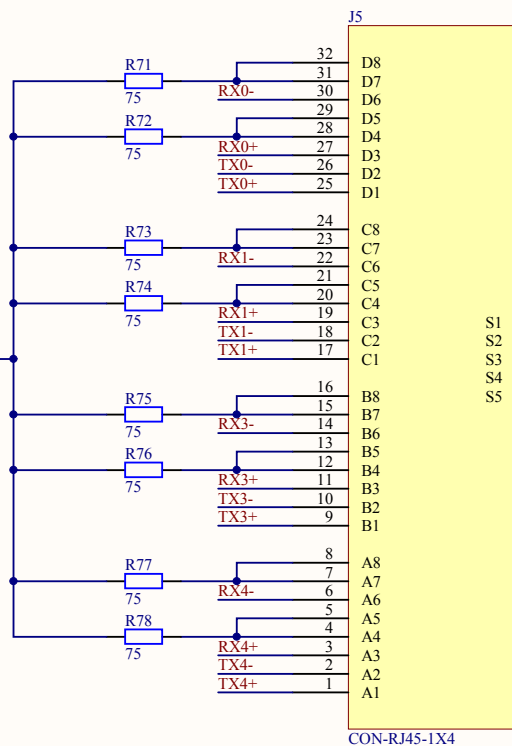 J5
R71
75
32
D8
31
D7
RX0-
30
D6
R72
75
29
D5
28
D4
RX0+
27
D3
TX0-
26
D2
TX0+
25
D1
R73
75
24
C8
23
C7
RX1-
22
C6
R74
75
21
C5
20
C4
RX1+
19
C3
S1
TX1-
18
C2
S2
TX1+
17
C1
S3
S4
S5
R75
75
16
B8
15
B7
RX3-
14
B6
R76
75
13
B5
12
B4
RX3+
11
B3
TX3-
10
B2
TX3+
9
B1
R77
75
8
A8
7
A7
RX4-
6
A6
R78
75
5
A5
4
A4
RX4+
3
A3
TX4-
2
A2
TX4+
1
A1
CON-RJ45-1X4